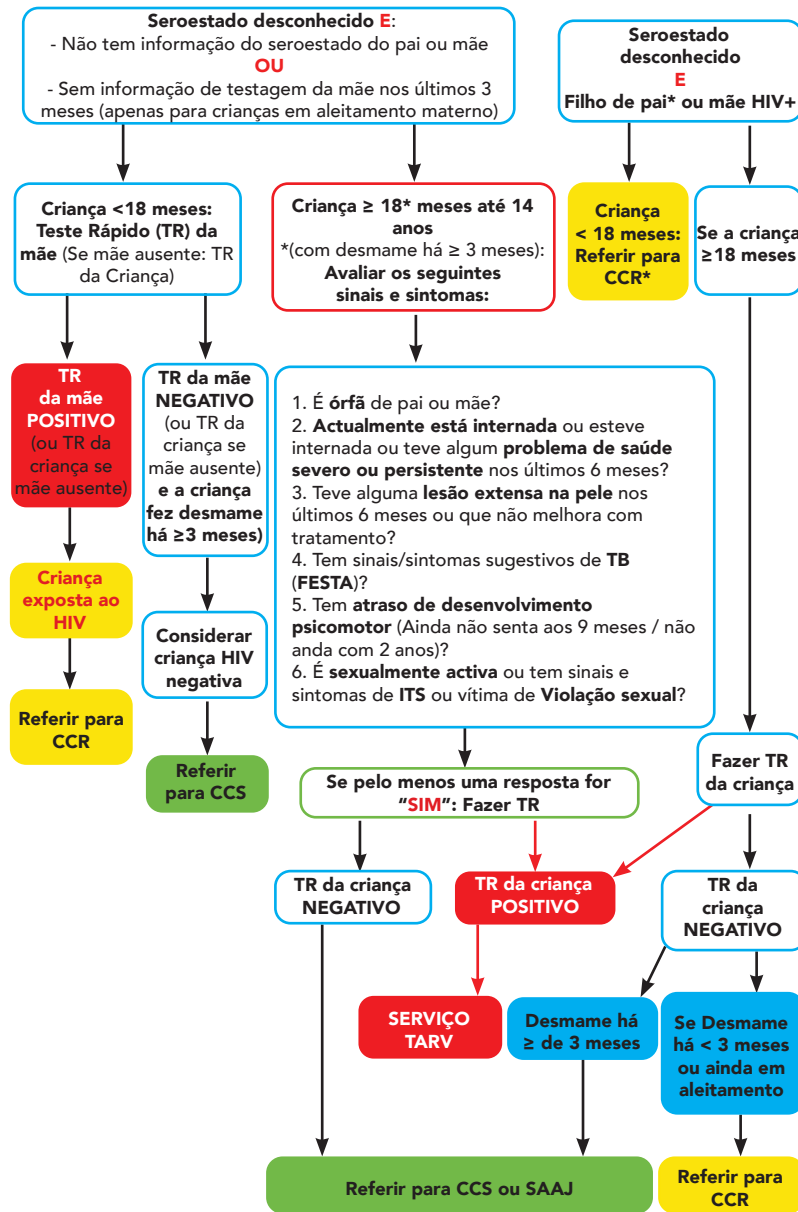 Seroestado desconhecido E:
- Não tem informação do seroestado do pai ou mãe
OU
- Sem informação de testagem da mãe nos últimos 3
meses (apenas para crianças em aleitamento materno)
Seroestado
desconhecido
E
Filho de pai* ou mãe HIV+
Criança <18 meses:
Teste Rápido (TR) da
mãe (Se mãe ausente: TR
da Criança)
Criança ≥ 18* meses até 14
anos
*(com desmame há ≥ 3 meses):
Avaliar os seguintes
sinais e sintomas:
Criança
< 18 meses:
Referir para
CCR*
Se a criança
≥18 meses
TR
da mãe
POSITIVO
(ou TR da
criança se
mãe ausente)
TR da mãe
NEGATIVO
(ou TR da
criança se
mãe ausente)
e a criança
fez desmame
há ≥3 meses)
1. É órfã de pai ou mãe?
2. Actualmente está internada ou esteve
internada ou teve algum problema de saúde
severo ou persistente nos últimos 6 meses?
3. Teve alguma lesão extensa na pele nos
últimos 6 meses ou que não melhora com
tratamento?
4. Tem sinais/sintomas sugestivos de TB
(FESTA)?
5. Tem atraso de desenvolvimento
psicomotor (Ainda não senta aos 9 meses / não
anda com 2 anos)?
6. É sexualmente activa ou tem sinais e
sintomas de ITS ou vítima de Violação sexual?
Criança
exposta ao
HIV
Considerar
criança HIV
negativa
Referir para
CCR
Referir
para CCS
Se pelo menos uma resposta for
“SIM”: Fazer TR
Fazer TR
da criança
TR da criança
NEGATIVO
TR da criança
POSITIVO
TR da
criança
NEGATIVO
SERVIÇO
TARV
Desmame há
≥ de 3 meses
Se Desmame
há < 3 meses
ou ainda em
aleitamento
Referir para CCS ou SAAJ
Referir para
CCR